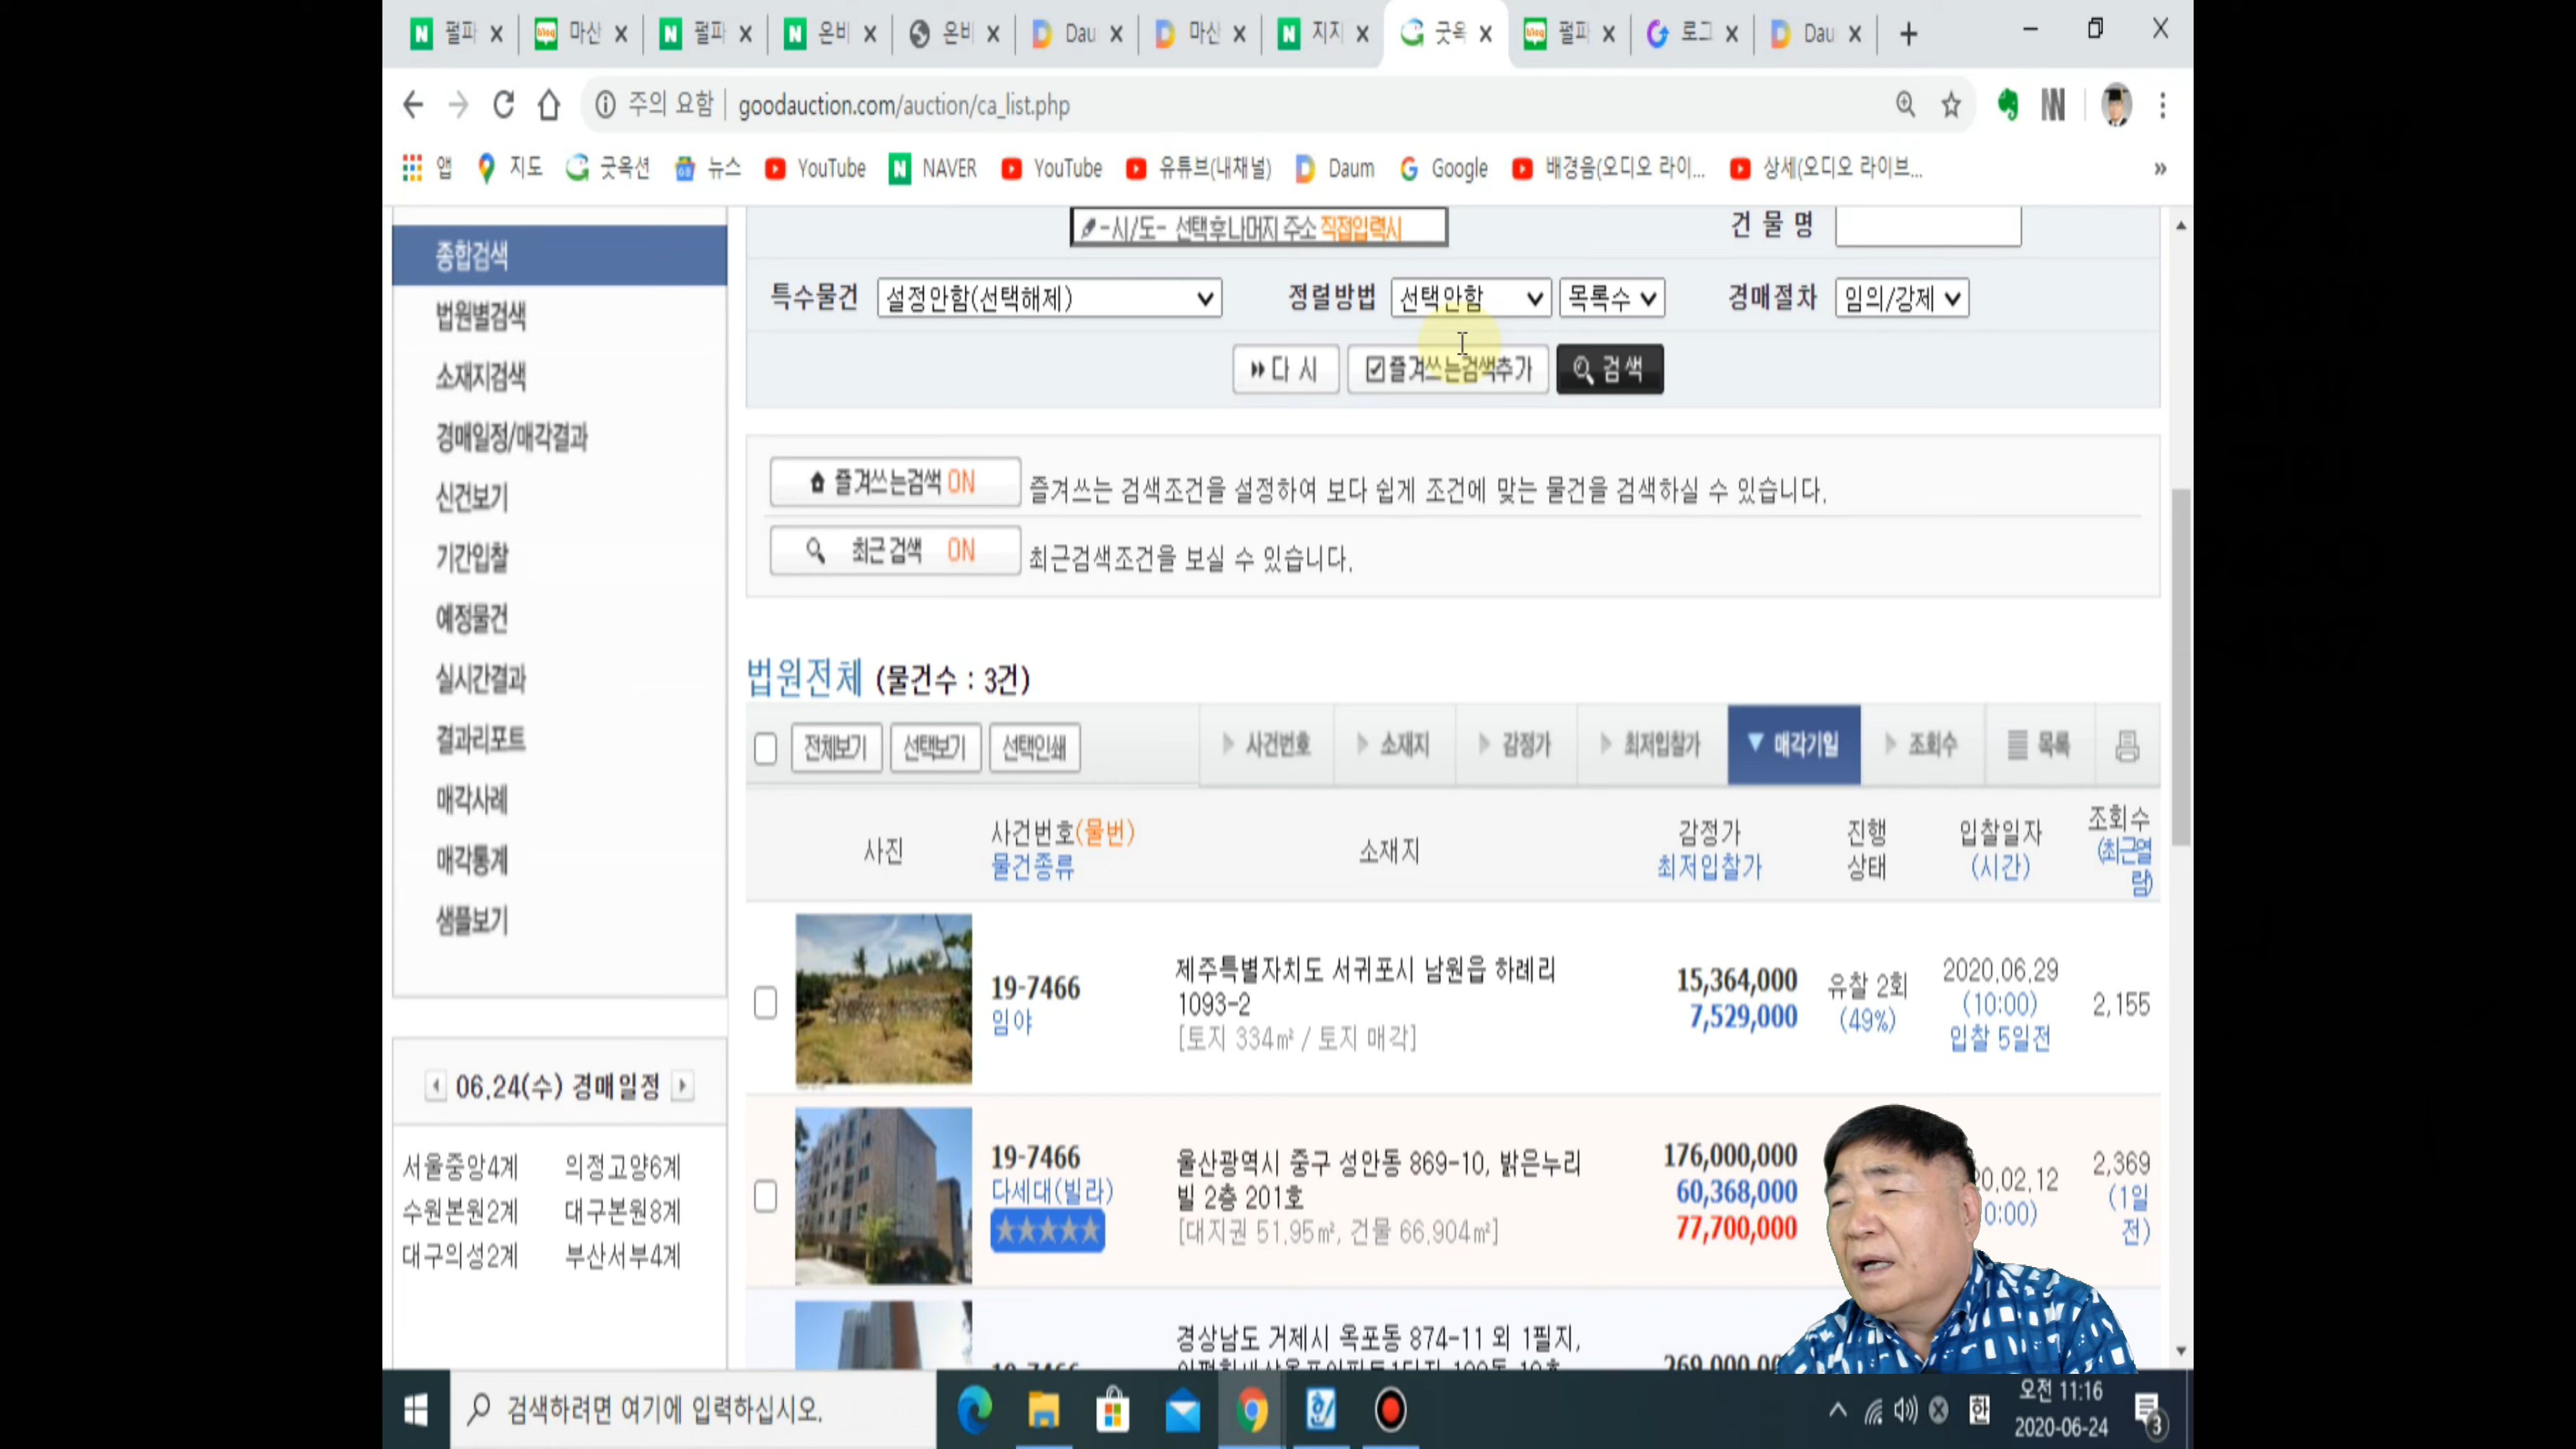 펄파
마산
펄파
온비
온비
Dau
마산
지지
굿옥
펄파
로그
Dau
주의 요함 goodauction.com/auction/ca_list.php
앱 지도 굿옥션 뉴스 YouTube NAVER YouTube 유튜브(내채널) Daum Google 배경음(오디오 라이... 상세(오디오 라이브... »
종합검색
법원별검색
소재지검색
경매일정/매각결과
신건보기
기간입찰
예정물건
실시간결과
결과리포트
매각사례
매각통계
샘플보기
06.24(수) 경매일정
서울중앙4계 의정고양6계
수원본원2계 대구본원8계
대구의성2계 부산서부4계
-시/도- 선택후나머지 주소 직접입력시 건 물 명
특수물건 설정안함(선택해제) 정렬방법 선택안함 목록수 경매절차 임의/강제
다 시 즐겨쓰는검색추가 검 색
즐겨쓰는검색 ON 즐겨쓰는 검색조건을 설정하여 보다 쉽게 조건에 맞는 물건을 검색하실 수 있습니다.
최근 검색 ON 최근검색조건을 보실 수 있습니다.
법원전체 (물건수 : 3건)
전체보기 선택보기 선택인쇄 사건번호 소재지 감정가 최저입찰가 매각기일 조회수 목록
사진
사건번호(물번)
물건종류
소재지
감정가
최저입찰가
진행
상태
입찰일자
(시간)
조회수
(최근열
람)
19-7466
임야
제주특별자치도 서귀포시 남원읍 하례리
1093-2
[토지 334㎡ / 토지 매각]
15,364,000
7,529,000
유찰 2회
(49%)
2020.06.29
(10:00)
입찰 5일전
2,155
19-7466
다세대(빌라)
★★★★★
울산광역시 중구 성안동 869-10, 밝은누리
빌 2층 201호
[대지권 51.95㎡, 건물 66.904㎡]
176,000,000
60,368,000
77,700,000
20.02.12
0:00)
2,369
(1일
전)
경상남도 거제시 옥포동 874-11 외 1필지,
검색하려면 여기에 입력하십시오.
한
오전 11:16
2020-06-24
3